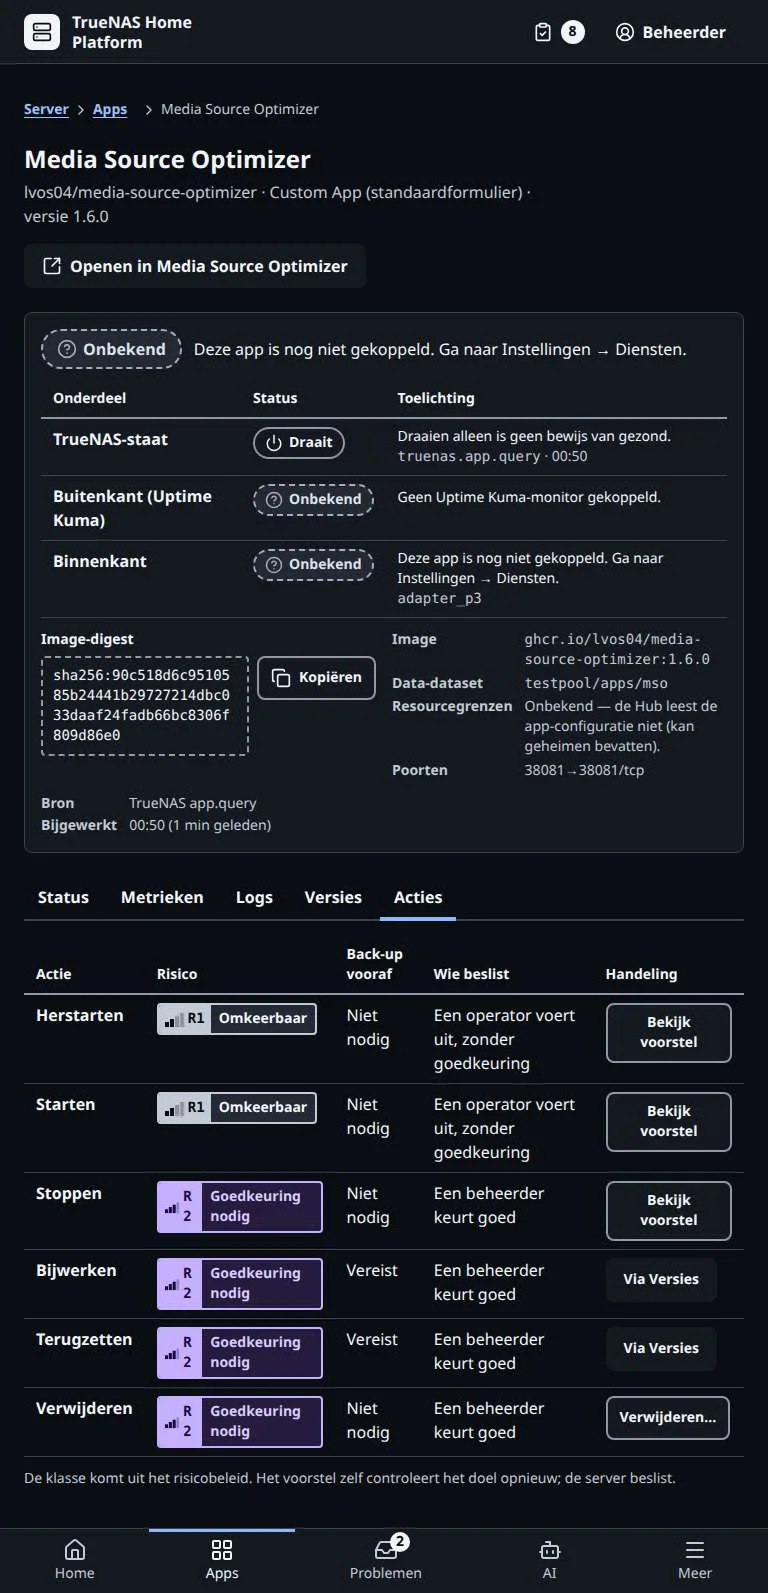 TrueNAS Home
Platform
8
Beheerder
Server > Apps > Media Source Optimizer
Media Source Optimizer
lvos04/media-source-optimizer · Custom App (standaardformulier) ·
versie 1.6.0
Openen in Media Source Optimizer
Onbekend
Deze app is nog niet gekoppeld. Ga naar Instellingen → Diensten.
Onderdeel Status Toelichting
TrueNAS-staat Draait Draaien alleen is geen bewijs van gezond.
truenas.app.query · 00:50
Buitenkant (Uptime
Kuma)
Onbekend Geen Uptime Kuma-monitor gekoppeld.
Binnenkant Onbekend Deze app is nog niet gekoppeld. Ga naar
Instellingen → Diensten.
adapter_p3
Image-digest
sha256:90c518d6c95105
85b24441b29727214dbc0
33daaf24fadb66bc8306f
809d86e0
Kopiëren
Image ghcr.io/lvos04/media-
source-optimizer:1.6.0
Data-dataset testpool/apps/mso
Resourcegrenzen Onbekend — de Hub leest de
app-configuratie niet (kan
geheimen bevatten).
Poorten 38081→38081/tcp
Bron TrueNAS app.query
Bijgewerkt 00:50 (1 min geleden)
Status Metrieken Logs Versies Acties
Actie Risico Back-up
vooraf Wie beslist Handeling
Herstarten R1 Omkeerbaar Niet
nodig Een operator voert
uit, zonder
goedkeuring Bekijk
voorstel
Starten R1 Omkeerbaar Niet
nodig Een operator voert
uit, zonder
goedkeuring Bekijk
voorstel
Stoppen R
2 Goedkeuring
nodig Niet
nodig Een beheerder
keurt goed Bekijk
voorstel
Bijwerken R
2 Goedkeuring
nodig Vereist Een beheerder
keurt goed Via Versies
Terugzetten R
2 Goedkeuring
nodig Vereist Een beheerder
keurt goed Via Versies
Verwijderen R
2 Goedkeuring
nodig Niet
nodig Een beheerder
keurt goed Verwijderen...
De klasse komt uit het risicobeleid. Het voorstel zelf controleert het doel opnieuw; de server beslist.
2
Home Apps Problemen AI Meer